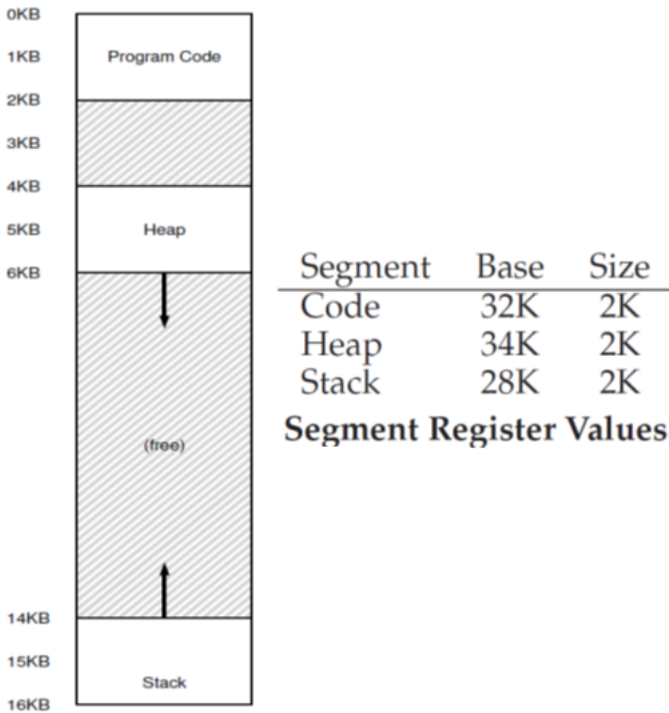 0KB
1KB
Program Code
2KB
3KB
4KB
5KB
Heap
6KB
(free)
14KB
15KB
Stack
16KB
Segment Base Size
Code 32K 2K
Heap 34K 2K
Stack 28K 2K
Segment Register Values